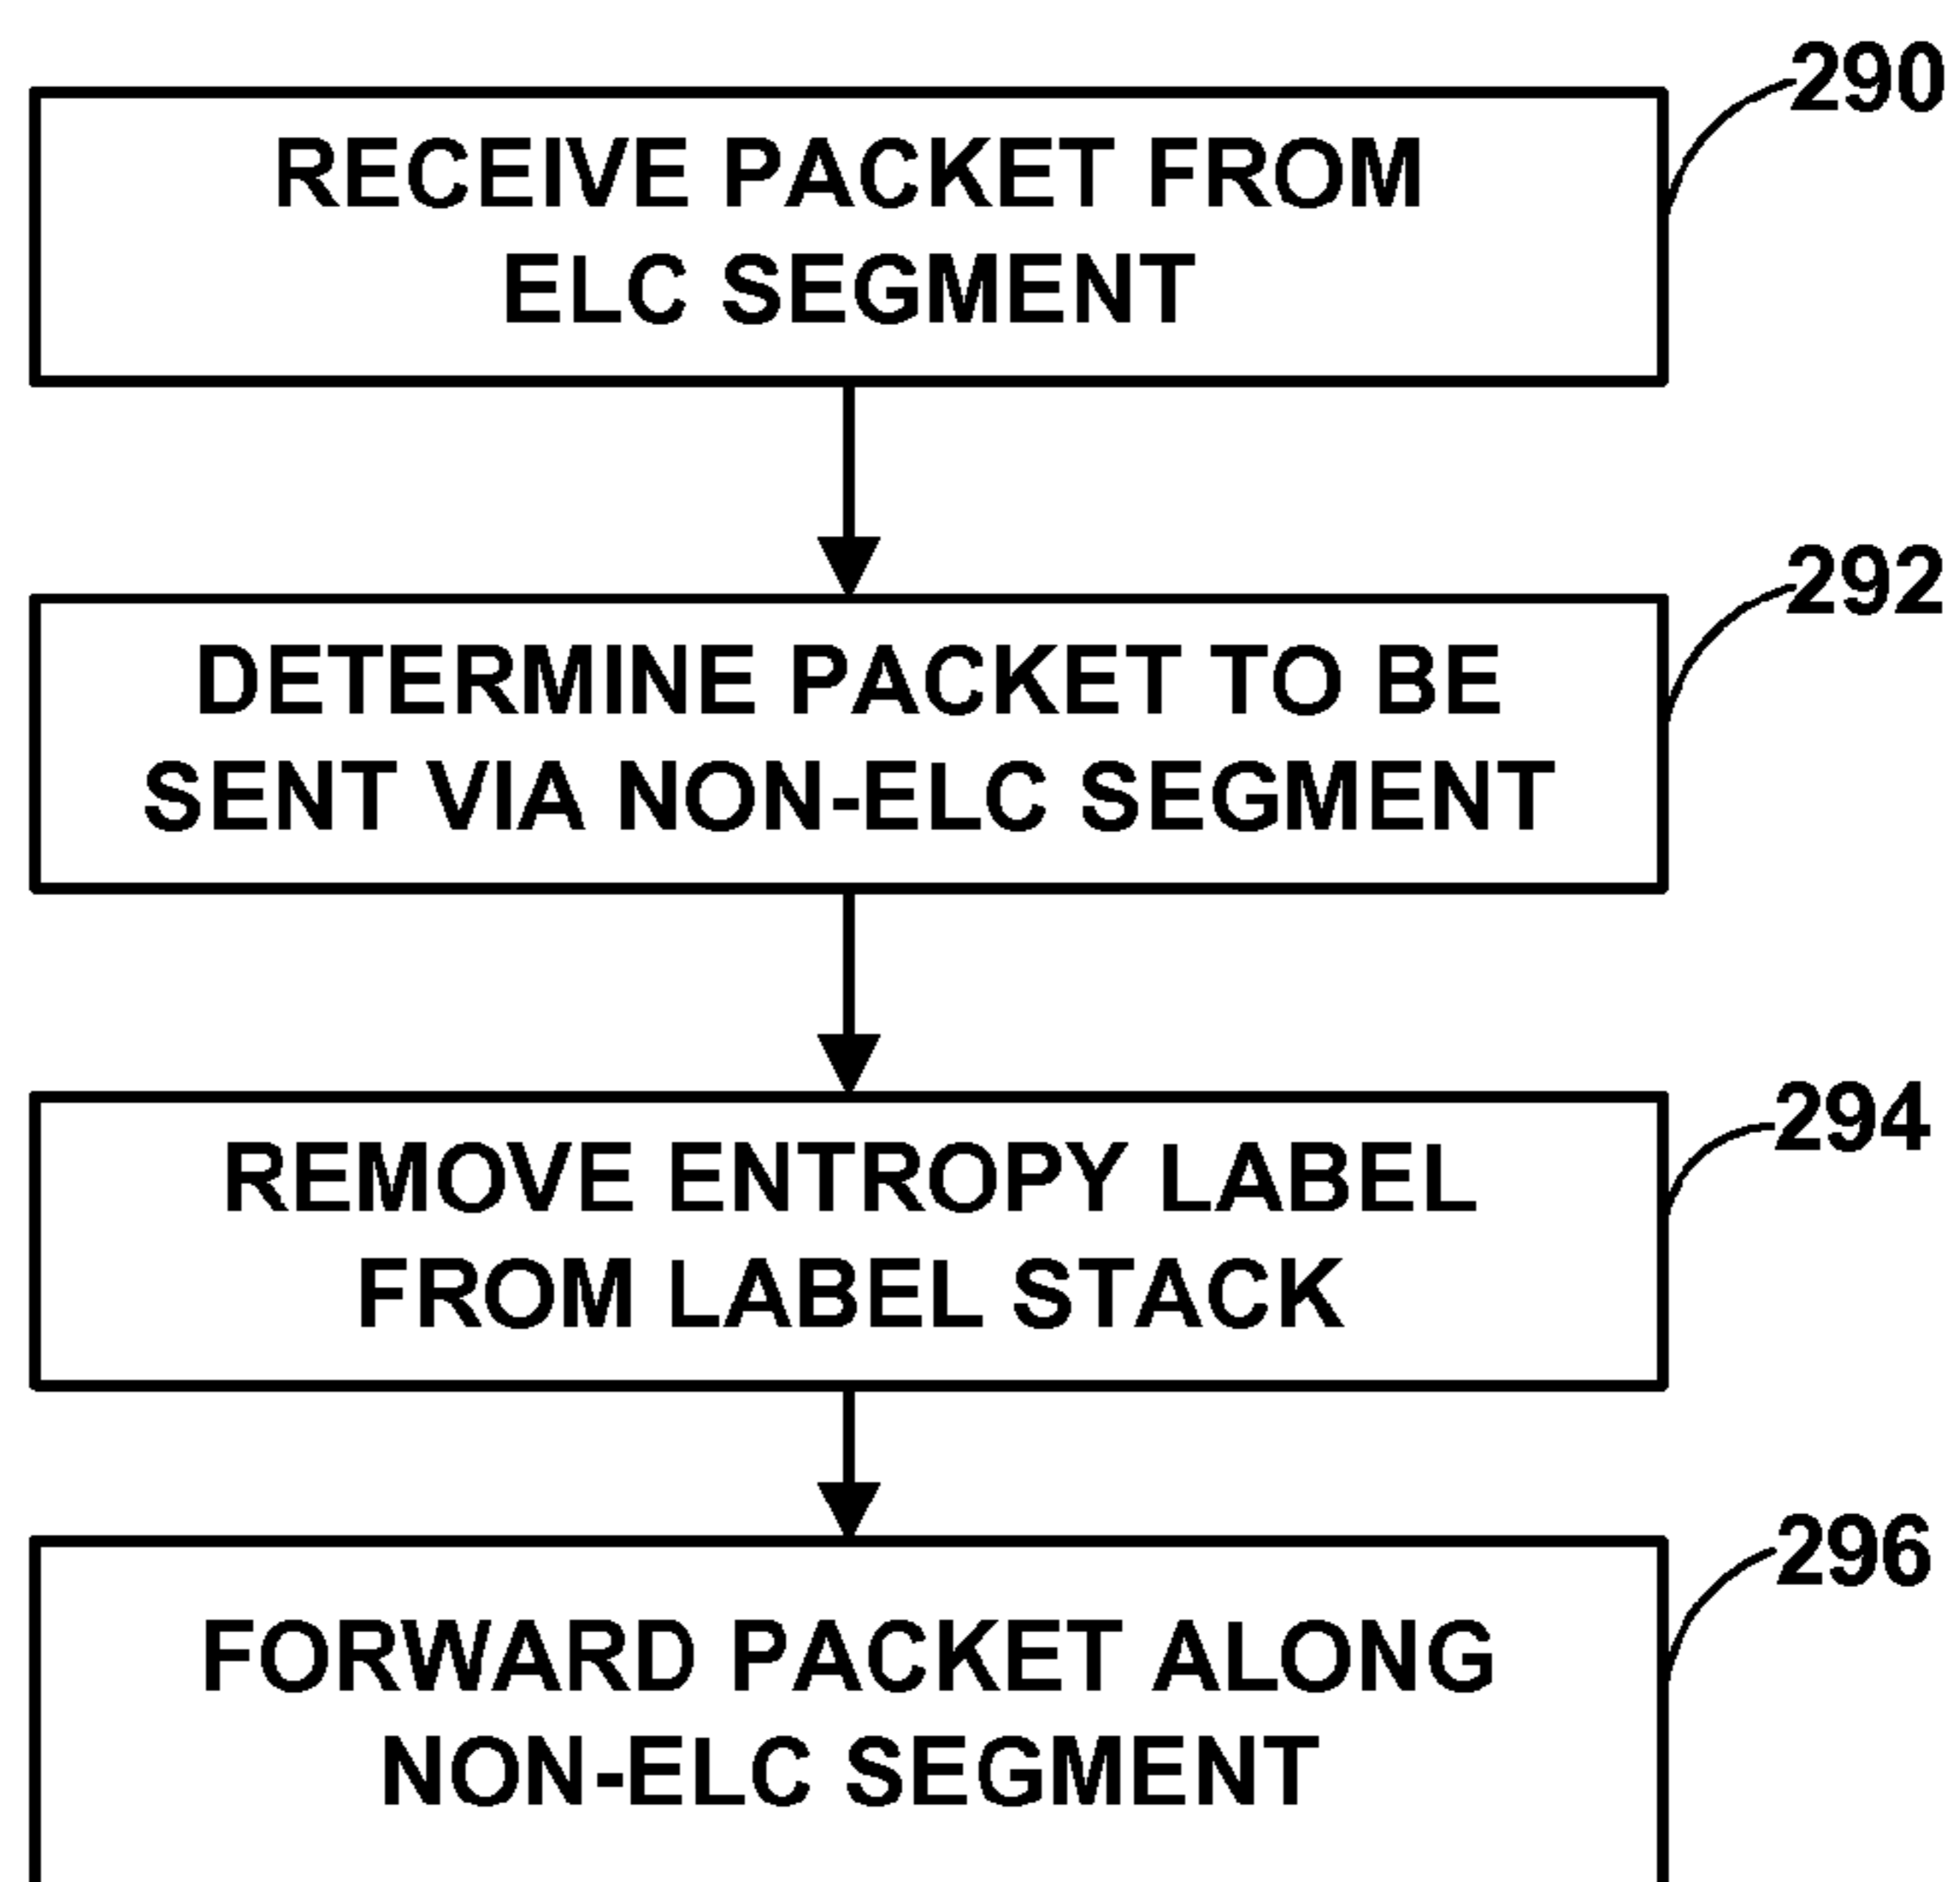 290
RECEIVE PACKET FROM
ELC SEGMENT
292
DETERMINE PACKET TO BE
SENT VIA NON-ELC SEGMENT
294
REMOVE ENTROPY LABEL
FROM LABEL STACK
296
FORWARD PACKET ALONG
NON-ELC SEGMENT